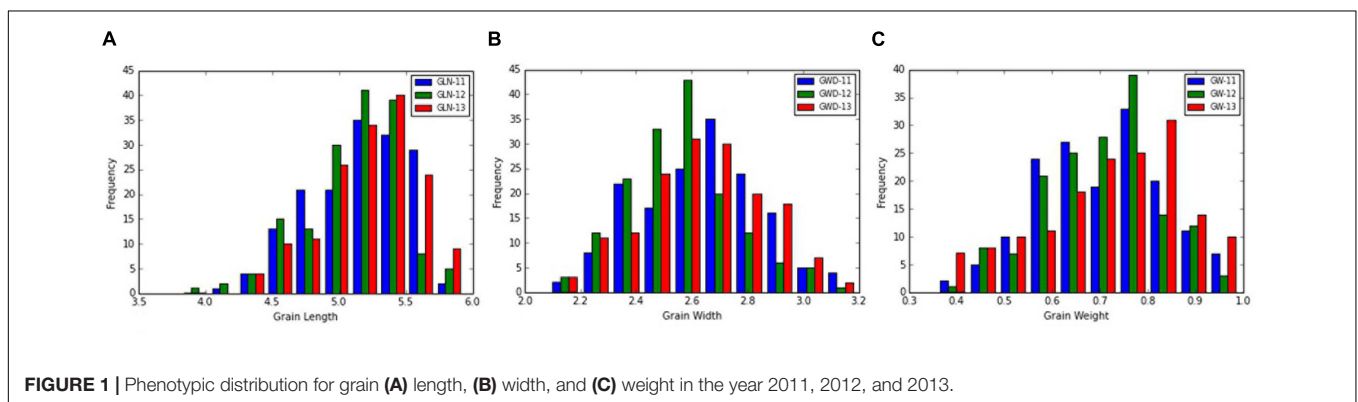 A
B
C
Frequency
45
40
35
30
25
20
15
10
5
0
3.5 4.0 4.5 5.0 5.5 6.0
Grain Length
GLN-11
GLN-12
GLN-13
Frequency
45
40
35
30
25
20
15
10
5
0
2.0 2.2 2.4 2.6 2.8 3.0 3.2
Grain Width
GWD-11
GWD-12
GWD-13
Frequency
40
35
30
25
20
15
10
5
0
0.3 0.4 0.5 0.6 0.7 0.8 0.9 1.0
Grain Weight
GW-11
GW-12
GW-13
FIGURE 1 | Phenotypic distribution for grain (A) length, (B) width, and (C) weight in the year 2011, 2012, and 2013.